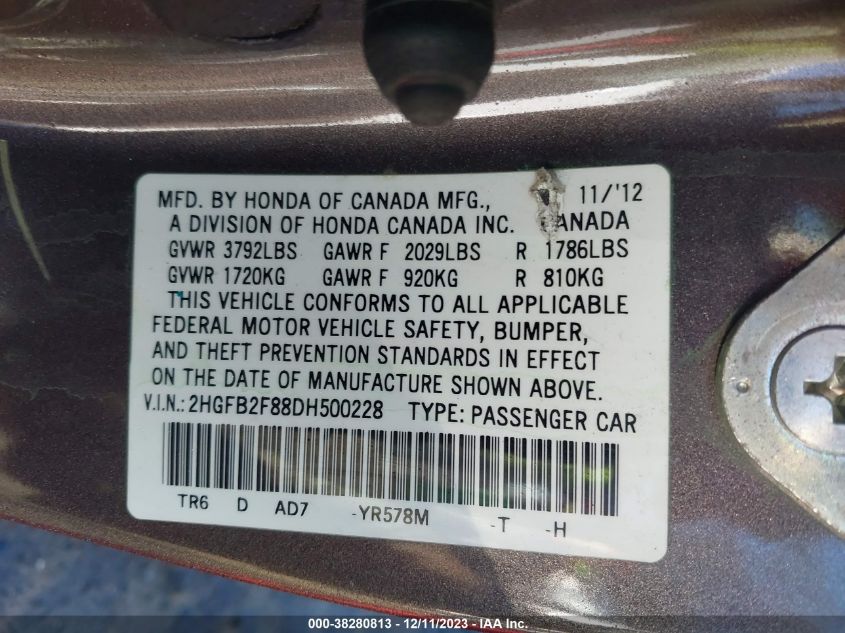 MFD. BY HONDA OF CANADA MFG., 11/'12
A DIVISION OF HONDA CANADA INC. CANADA
GVWR 3792LBS GAWR F 2029LBS R 1786LBS
GVWR 1720KG GAWR F 920KG R 810KG
THIS VEHICLE CONFORMS TO ALL APPLICABLE
FEDERAL MOTOR VEHICLE SAFETY, BUMPER,
AND THEFT PREVENTION STANDARDS IN EFFECT
ON THE DATE OF MANUFACTURE SHOWN ABOVE.
V.I.N.: 2HGFB2F88DH500228 TYPE: PASSENGER CAR
TR6 D AD7 -YR578M -T -H
000-38280813 - 12/11/2023 - IAA Inc.